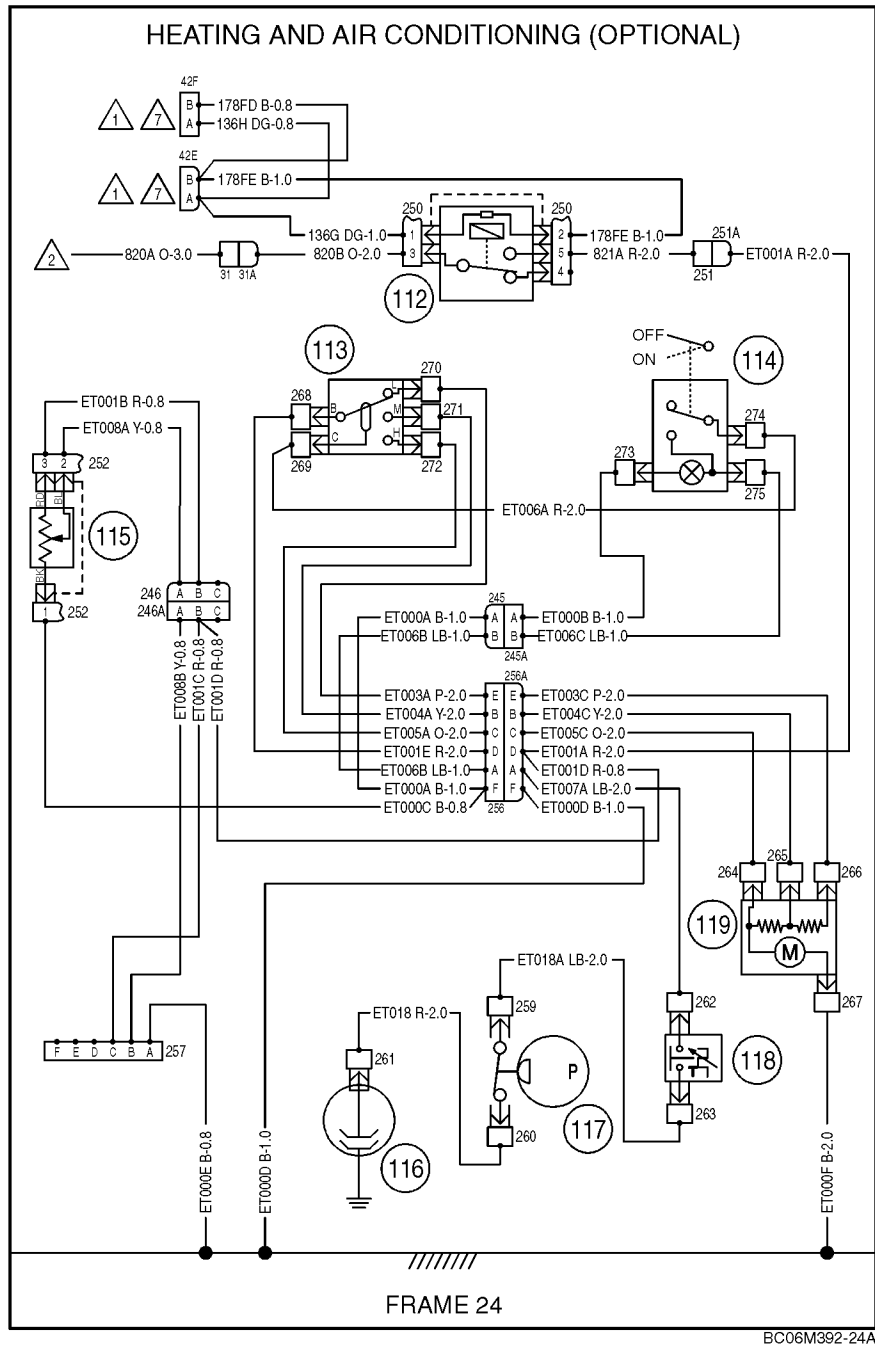 HEATING AND AIR CONDITIONING (OPTIONAL)
42F
1 7 B 178FD B-0.8
A 136H DG-0.8
42E
1 7 B 178FE B-1.0
A
136G DG-1.0 250 1 250 2 178FE B-1.0 251A
2 820A O-3.0 31 31A 820B O-2.0 3 5 821A R-2.0 251 ET001A R-2.0
4
112
113
OFF
ON
114
ET001B R-0.8
ET008A Y-0.8
268 B L 270
M 271
269 C H 272
274
273
275
3 2 252
RD BL
115
BK
1 252
ET006A R-2.0
246 A B C
246A A B C
ET008B Y-0.8
ET001C R-0.8
ET001D R-0.8
245
ET000A B-1.0 A A ET000B B-1.0
ET006B LB-1.0 B B ET006C LB-1.0
245A
256A
ET003A P-2.0 E E ET003C P-2.0
ET004A Y-2.0 B B ET004C Y-2.0
ET005A O-2.0 C C ET005C O-2.0
ET001E R-2.0 D D ET001A R-2.0
ET006B LB-1.0 A A ET001D R-0.8
ET000A B-1.0 F F ET007A LB-2.0
ET000C B-0.8 256 ET000D B-1.0
264 265 266
119
M
267
ET018A LB-2.0
ET018 R-2.0
259
262
261
P
118
F E D C B A 257
260
117
263
116
ET000E B-0.8
ET000D B-1.0
ET000F B-2.0
FRAME 24
BC06M392-24A